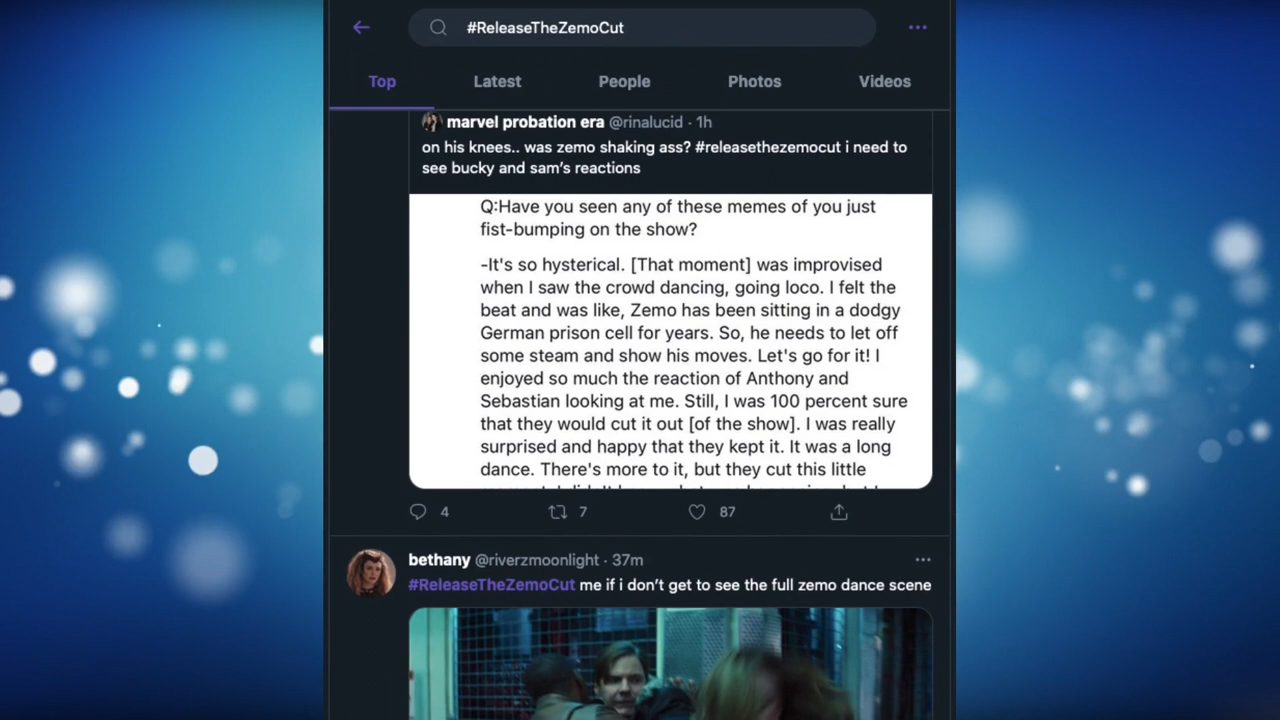 #ReleaseTheZemoCut
Top Latest People Photos Videos
marvel probation era @rinalucid · 1h
on his knees.. was zemo shaking ass? #releasethezemocut i need to
see bucky and sam’s reactions
Q:Have you seen any of these memes of you just
fist-bumping on the show?
-It's so hysterical. [That moment] was improvised
when I saw the crowd dancing, going loco. I felt the
beat and was like, Zemo has been sitting in a dodgy
German prison cell for years. So, he needs to let off
some steam and show his moves. Let's go for it! I
enjoyed so much the reaction of Anthony and
Sebastian looking at me. Still, I was 100 percent sure
that they would cut it out [of the show]. I was really
surprised and happy that they kept it. It was a long
dance. There's more to it, but they cut this little
4 7 87
bethany @riverzmoonlight · 37m
#ReleaseTheZemoCut me if i don’t get to see the full zemo dance scene